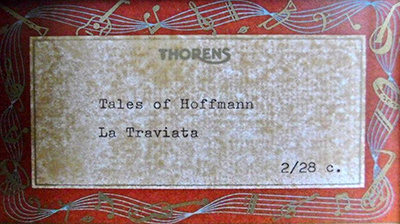 THORENS
Tales of Hoffmann
La Traviata
2/28 c.